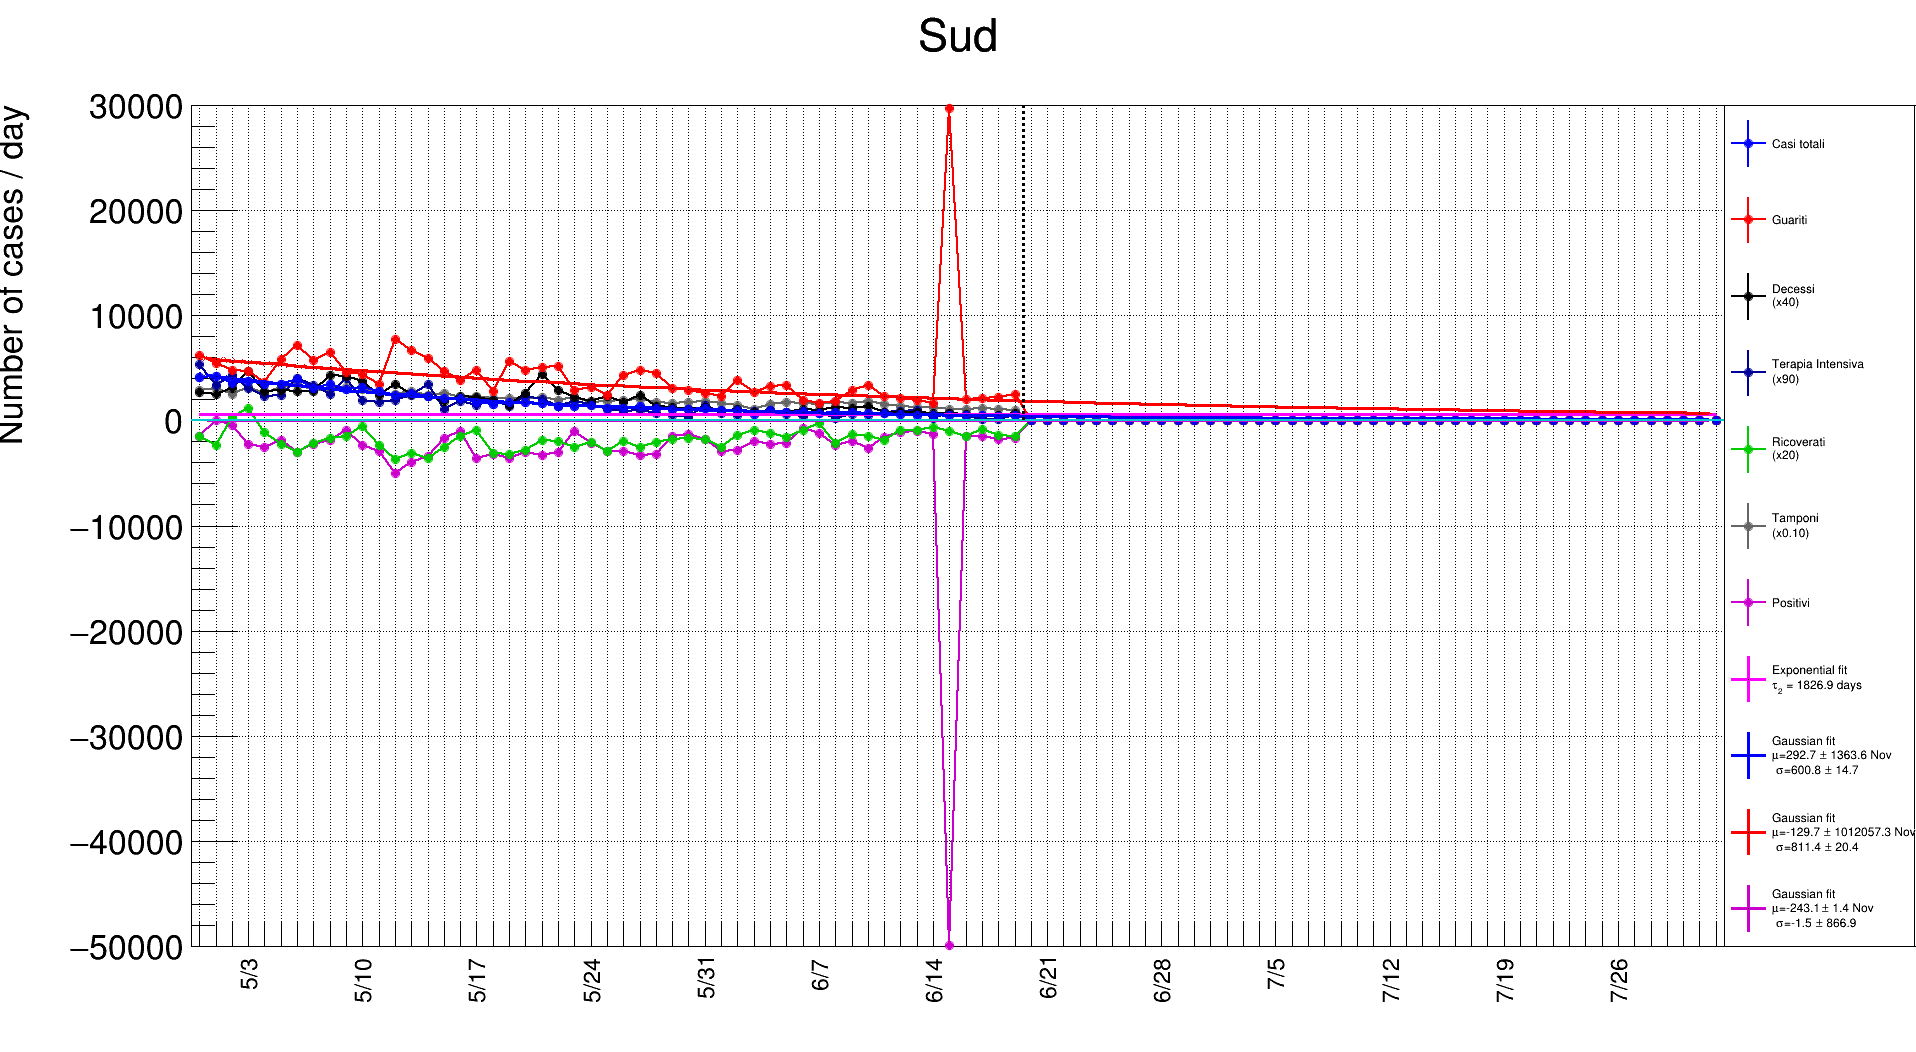 Sud
Number of cases / day
30000
20000
10000
0
−10000
−20000
−30000
−40000
−50000
5/3
5/10
5/17
5/24
5/31
6/7
6/14
6/21
6/28
7/5
7/12
7/19
7/26
Casi totali
Guariti
Decessi
(x40)
Terapia Intensiva
(x90)
Ricoverati
(x20)
Tamponi
(x0.10)
Positivi
Exponential fit
τ2 = 1826.9 days
Gaussian fit
μ=292.7 ± 1363.6 Nov
σ=600.8 ± 14.7
Gaussian fit
μ=-129.7 ± 1012057.3 Nov
σ=811.4 ± 20.4
Gaussian fit
μ=-243.1 ± 1.4 Nov
σ=-1.5 ± 866.9